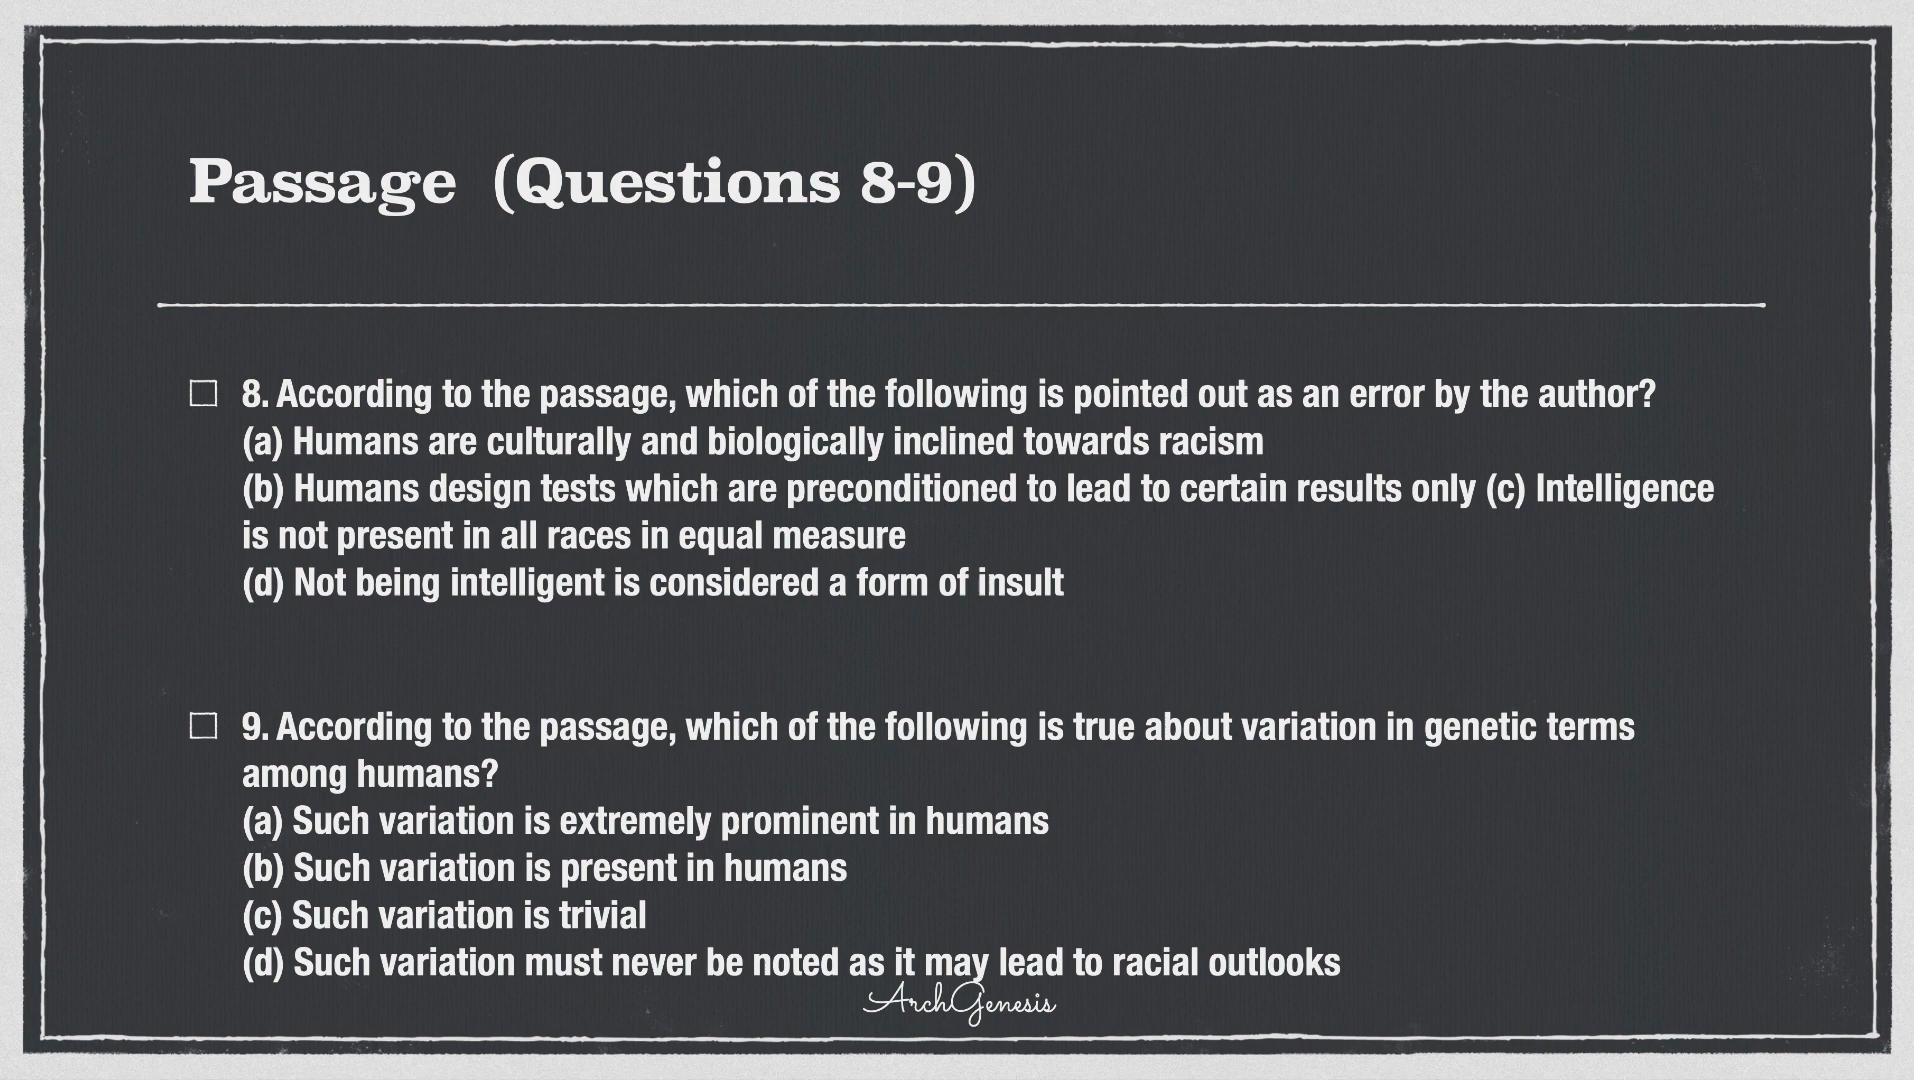 Passage (Questions 8-9)
8. According to the passage, which of the following is pointed out as an error by the author?
(a) Humans are culturally and biologically inclined towards racism
(b) Humans design tests which are preconditioned to lead to certain results only (c) Intelligence
is not present in all races in equal measure
(d) Not being intelligent is considered a form of insult
9. According to the passage, which of the following is true about variation in genetic terms
among humans?
(a) Such variation is extremely prominent in humans
(b) Such variation is present in humans
(c) Such variation is trivial
(d) Such variation must never be noted as it may lead to racial outlooks
ArchGenesis